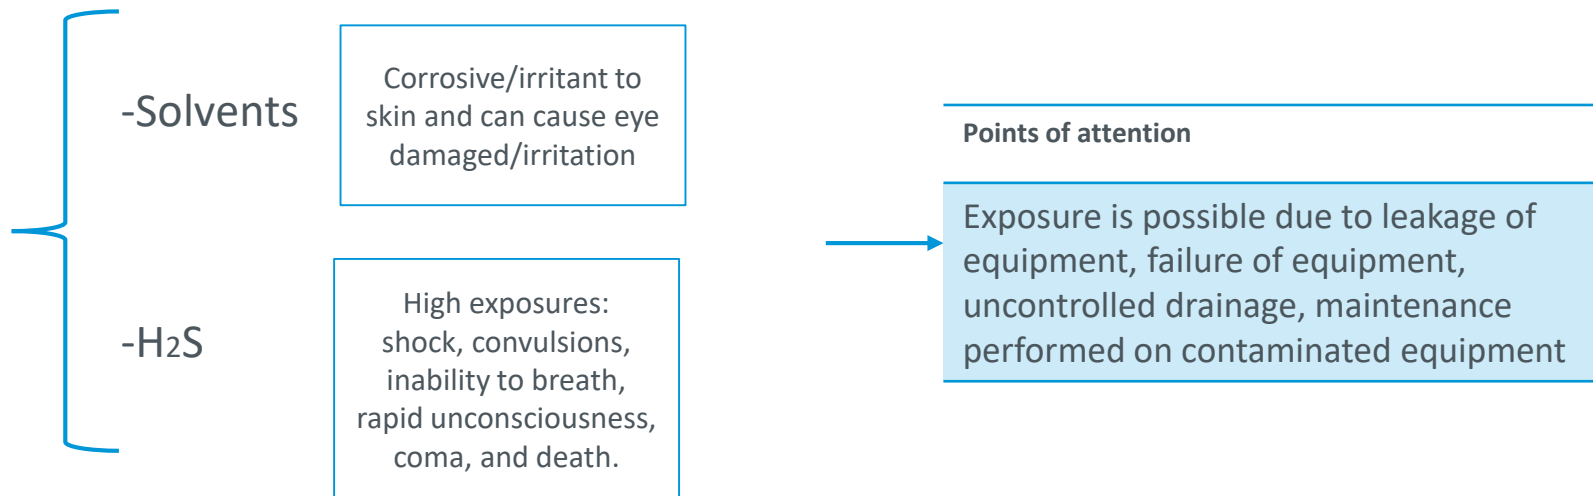 -Solvents
Corrosive/irritant to
skin and can cause eye
damaged/irritation
-H2S
High exposures:
shock, convulsions,
inability to breath,
rapid unconsciousness,
coma, and death.
Points of attention
Exposure is possible due to leakage of
equipment, failure of equipment,
uncontrolled drainage, maintenance
performed on contaminated equipment